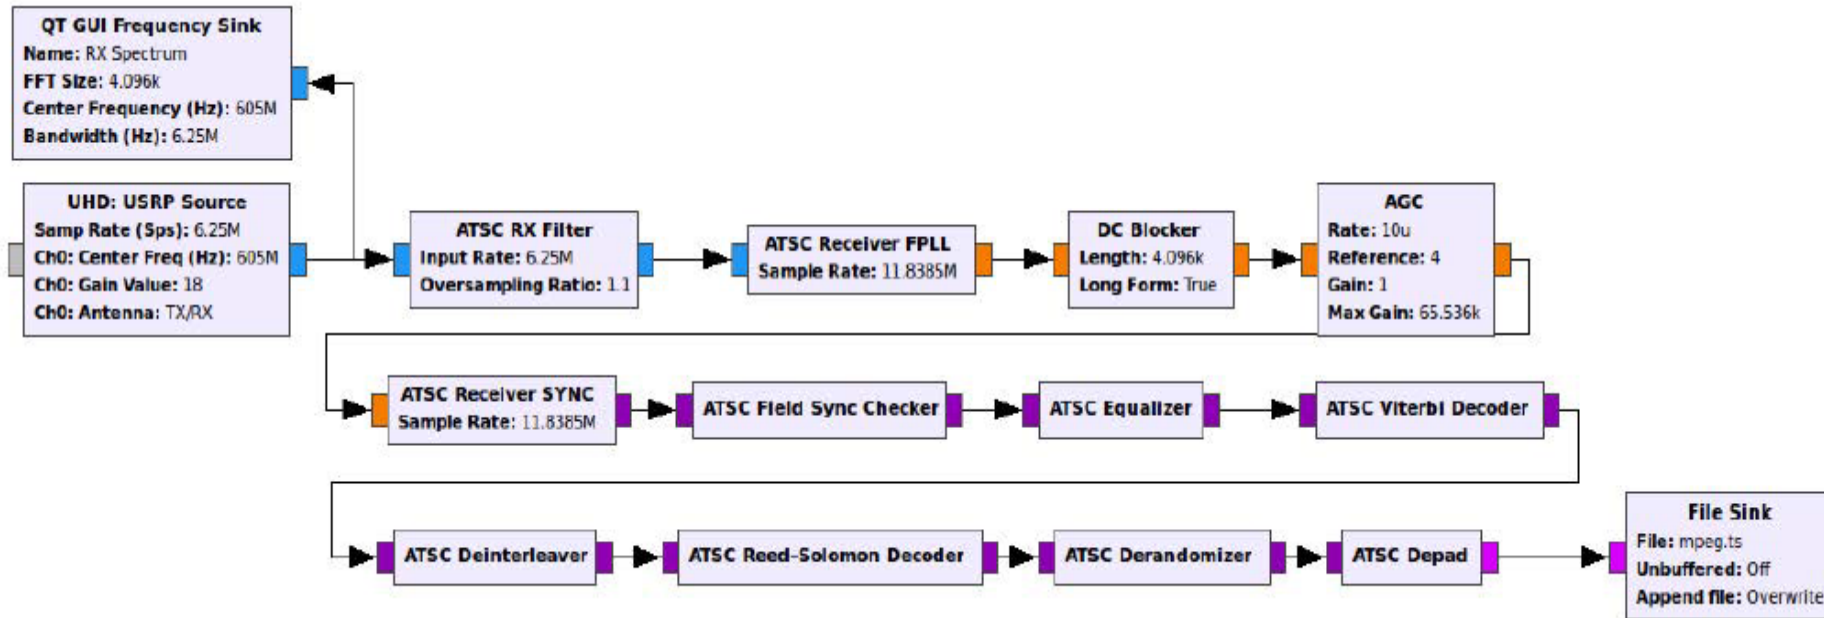 QT GUI Frequency Sink
Name: RX Spectrum
FFT Size: 4.096k
Center Frequency (Hz): 605M
Bandwidth (Hz): 6.25M
UHD: USRP Source
Samp Rate (Sps): 6.25M
Ch0: Center Freq (Hz): 605M
Ch0: Gain Value: 18
Ch0: Antenna: TX/RX
ATSC RX Filter
Input Rate: 6.25M
Oversampling Ratio: 1.1
ATSC Receiver FPLL
Sample Rate: 11.8385M
DC Blocker
Length: 4.096k
Long Form: True
AGC
Rate: 10u
Reference: 4
Gain: 1
Max Gain: 65.536k
ATSC Receiver SYNC
Sample Rate: 11.8385M
ATSC Field Sync Checker
ATSC Equalizer
ATSC Viterbi Decoder
ATSC Deinterleaver
ATSC Reed-Solomon Decoder
ATSC Derandomizer
ATSC Depad
File Sink
File: mpeg.ts
Unbuffered: Off
Append file: Overwrite